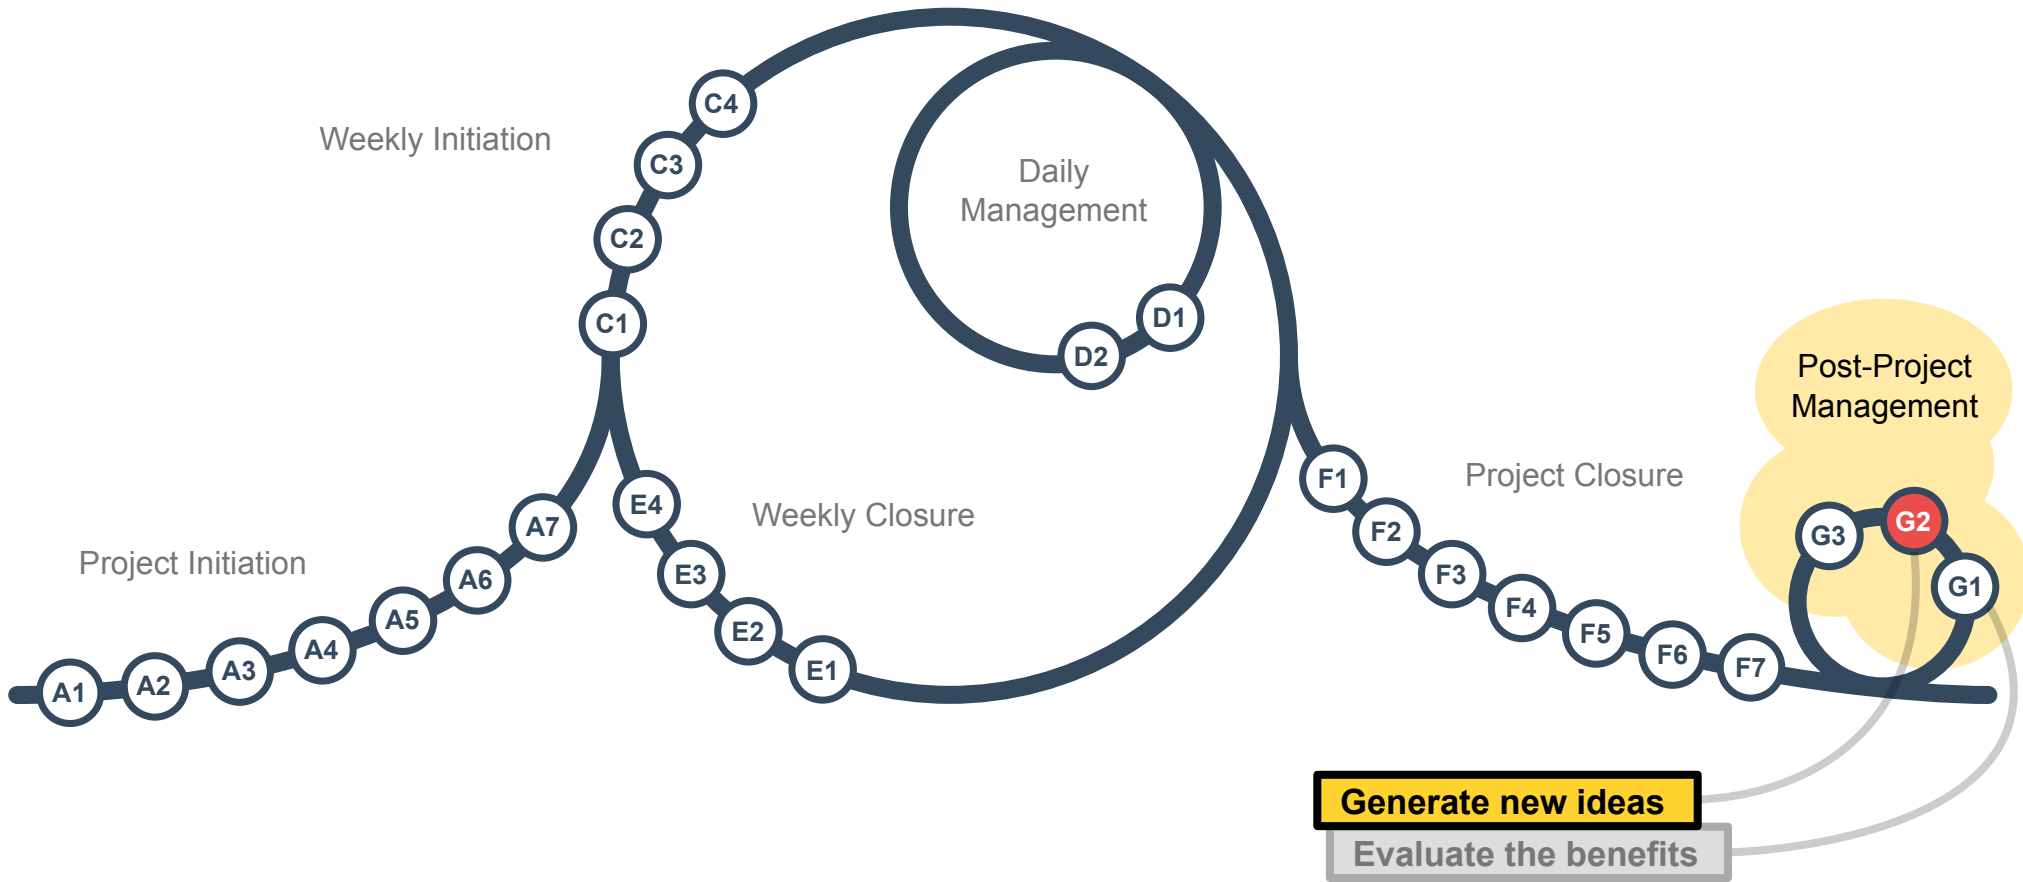 Project Initiation
A1
A2
A3
A4
A5
A6
A7
Weekly Initiation
C1
C2
C3
C4
Daily
Management
D1
D2
Weekly Closure
E1
E2
E3
E4
Project Closure
F1
F2
F3
F4
F5
F6
F7
Post-Project
Management
G1
G2
G3
Generate new ideas
Evaluate the benefits